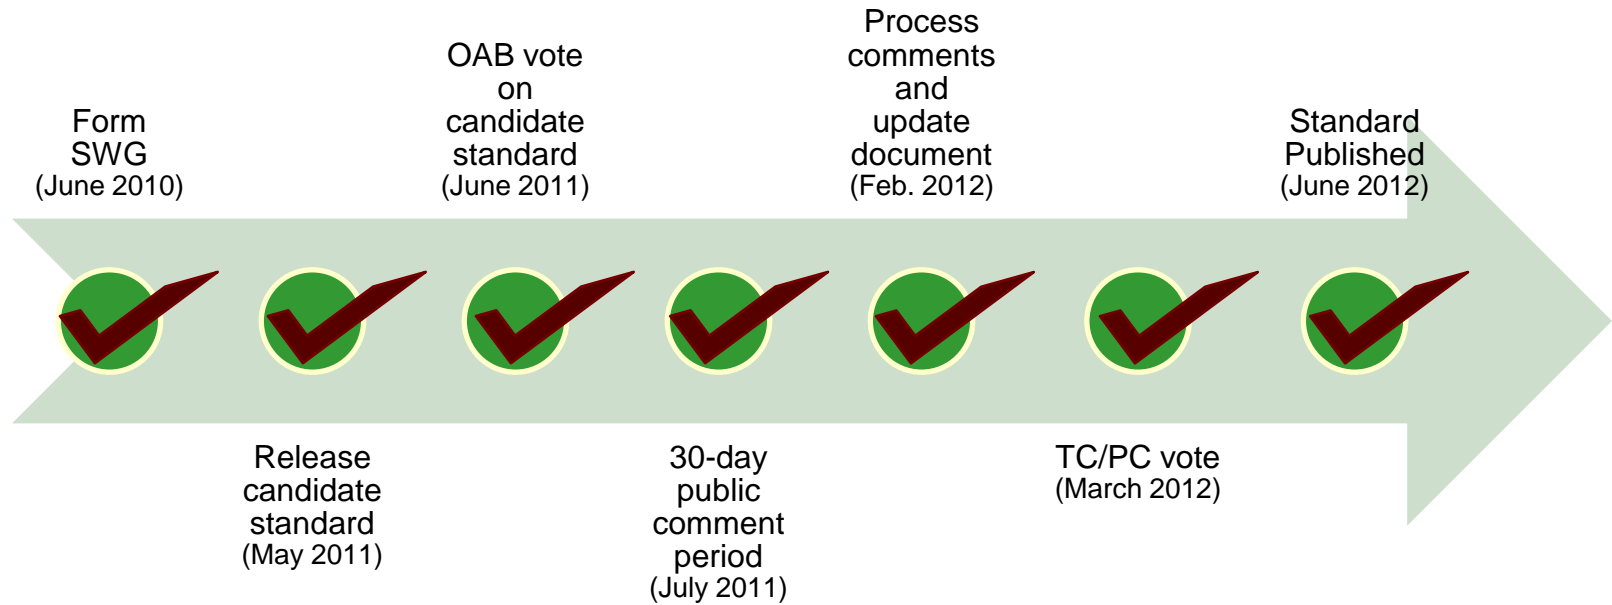 Form
SWG
(June 2010)
Release
candidate
standard
(May 2011)
OAB vote
on
candidate
standard
(June 2011)
30-day
public
comment
period
(July 2011)
Process
comments
and
update
document
(Feb. 2012)
TC/PC vote
(March 2012)
Standard
Published
(June 2012)